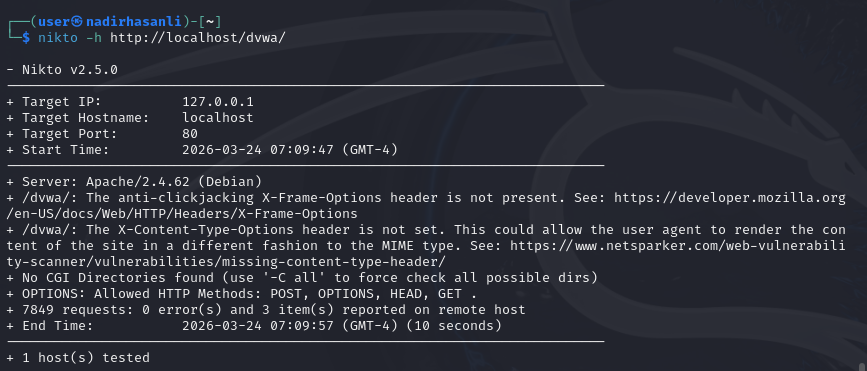 ┌──(user㉿nadirhasanli)-[~]
└─$ nikto -h http://localhost/dvwa/
- Nikto v2.5.0
---------------------------------------------------------------------------
+ Target IP:          127.0.0.1
+ Target Hostname:    localhost
+ Target Port:        80
+ Start Time:         2026-03-24 07:09:47 (GMT-4)
---------------------------------------------------------------------------
+ Server: Apache/2.4.62 (Debian)
+ /dvwa/: The anti-clickjacking X-Frame-Options header is not present. See: https://developer.mozilla.org
/en-US/docs/Web/HTTP/Headers/X-Frame-Options
+ /dvwa/: The X-Content-Type-Options header is not set. This could allow the user agent to render the con
tent of the site in a different fashion to the MIME type. See: https://www.netsparker.com/web-vulnerabili
ty-scanner/vulnerabilities/missing-content-type-header/
+ No CGI Directories found (use '-C all' to force check all possible dirs)
+ OPTIONS: Allowed HTTP Methods: POST, OPTIONS, HEAD, GET .
+ 7849 requests: 0 error(s) and 3 item(s) reported on remote host
+ End Time:           2026-03-24 07:09:57 (GMT-4) (10 seconds)
---------------------------------------------------------------------------
+ 1 host(s) tested